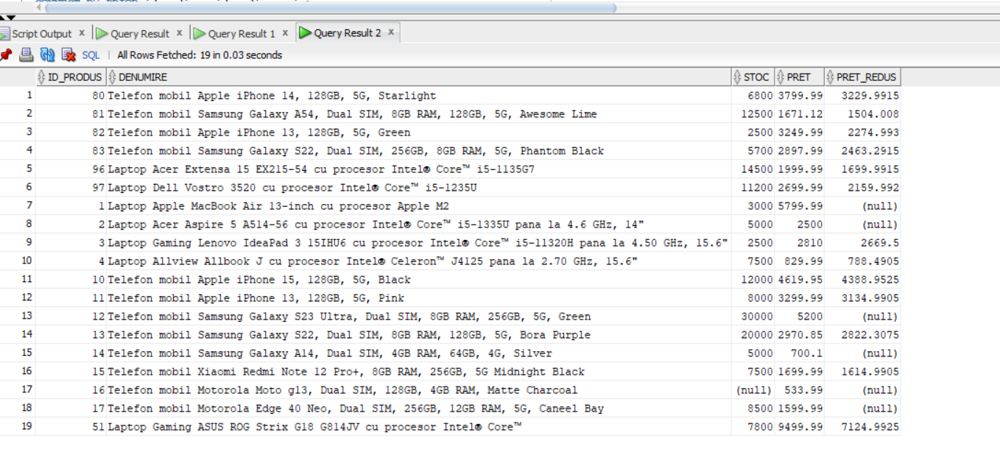 Script Output x Query Result x Query Result 1 x Query Result 2 x
SQL | All Rows Fetched: 19 in 0.03 seconds
ID_PRODUS DENUMIRE STOC PRET PRET_REDUS
1 80 Telefon mobil Apple iPhone 14, 128GB, 5G, Starlight 6800 3799.99 3229.9915
2 81 Telefon mobil Samsung Galaxy A54, Dual SIM, 8GB RAM, 128GB, 5G, Awesome Lime 12500 1671.12 1504.008
3 82 Telefon mobil Apple iPhone 13, 128GB, 5G, Green 2500 3249.99 2274.993
4 83 Telefon mobil Samsung Galaxy S22, Dual SIM, 256GB, 8GB RAM, 5G, Phantom Black 5700 2897.99 2463.2915
5 96 Laptop Acer Extensa 15 EX215-54 cu procesor Intel® Core™ i5-1135G7 14500 1999.99 1699.9915
6 97 Laptop Dell Vostro 3520 cu procesor Intel® Core™ i5-1235U 11200 2699.99 2159.992
7 1 Laptop Apple MacBook Air 13-inch cu procesor Apple M2 3000 5799.99 (null)
8 2 Laptop Acer Aspire 5 A514-56 cu procesor Intel® Core™ i5-1335U pana la 4.6 GHz, 14" 5000 2500 (null)
9 3 Laptop Gaming Lenovo IdeaPad 3 15IHU6 cu procesor Intel® Core™ i5-11320H pana la 4.50 GHz, 15.6" 2500 2810 2669.5
10 4 Laptop Allview Allbook J cu procesor Intel® Celeron™ J4125 pana la 2.70 GHz, 15.6" 7500 829.99 788.4905
11 10 Telefon mobil Apple iPhone 15, 128GB, 5G, Black 12000 4619.95 4388.9525
12 11 Telefon mobil Apple iPhone 13, 128GB, 5G, Pink 8000 3299.99 3134.9905
13 12 Telefon mobil Samsung Galaxy S23 Ultra, Dual SIM, 8GB RAM, 256GB, 5G, Green 30000 5200 (null)
14 13 Telefon mobil Samsung Galaxy S22, Dual SIM, 8GB RAM, 128GB, 5G, Bora Purple 20000 2970.85 2822.3075
15 14 Telefon mobil Samsung Galaxy A14, Dual SIM, 4GB RAM, 64GB, 4G, Silver 5000 700.1 (null)
16 15 Telefon mobil Xiaomi Redmi Note 12 Pro+, 8GB RAM, 256GB, 5G Midnight Black 7500 1699.99 1614.9905
17 16 Telefon mobil Motorola Moto g13, Dual SIM, 128GB, 4GB RAM, Matte Charcoal (null) 533.99 (null)
18 17 Telefon mobil Motorola Edge 40 Neo, Dual SIM, 256GB, 12GB RAM, 5G, Caneel Bay 8500 1599.99 (null)
19 51 Laptop Gaming ASUS ROG Strix G18 G814JV cu procesor Intel® Core™ 7800 9499.99 7124.9925